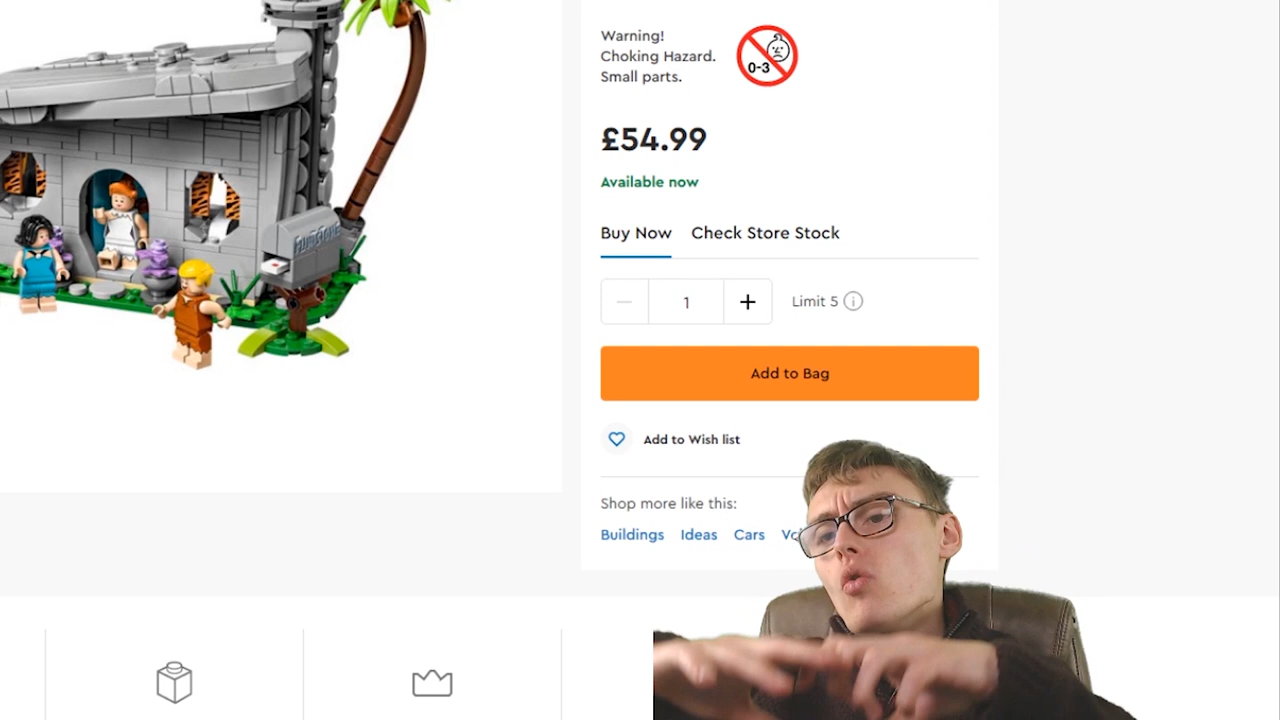 Warning!
Choking Hazard.
Small parts.
0-3
£54.99
Available now
Buy Now Check Store Stock
1
Limit 5
Add to Bag
Add to Wish list
Shop more like this:
Buildings Ideas Cars